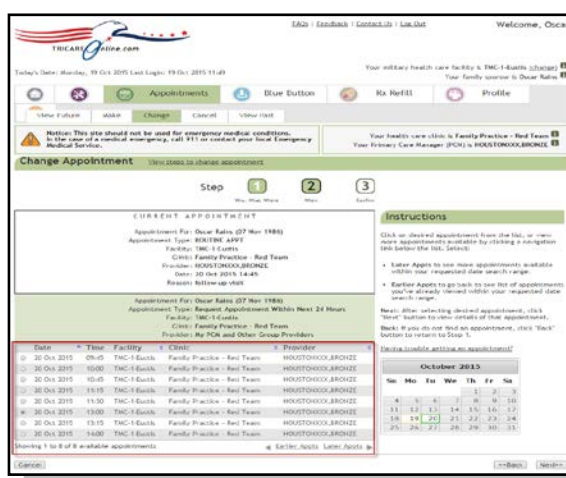 FAQs | Feedback | Contact Us | Log Out
Welcome, Oscar
TRICARE Online.com
Today's Date: Monday, 19 Oct 2015 Last Login: 19 Oct 2015 11:49
Your military health care facility is TMC-1-Eustis (change)
Your family sponsor is Oscar Rains
Appointments
Blue Button
Rx Refill
Profile
View Future
Make
Change
Cancel
View Past
Notice: This site should not be used for emergency medical conditions.
In the case of a medical emergency, call 911 or contact your local Emergency
Medical Service.
Your health care clinic is Family Practice - Red Team
Your Primary Care Manager (PCM) is HOUSTONXXX,BRONZE
Change Appointment
View steps to change appointment
Step 1 2 3
CURRENT APPOINTMENT
Appointment For: Oscar Rains (07 Nov 1986)
Appointment Type: ROUTINE APPT
Facility: TMC-1-Eustis
Clinic: Family Practice - Red Team
Provider: HOUSTONXXX,BRONZE
Date: 20 Oct 2015 14:45
Reason: follow-up visit
Appointment For: Oscar Rains (07 Nov 1986)
Appointment Type: Request Appointment Within Next 24 Hours
Facility: TMC-1-Eustis
Clinic: Family Practice - Red Team
Provider: My PCM and Other Group Providers
Date Time Facility Clinic Provider
20 Oct 2015 09:45 TMC-1-Eustis Family Practice - Red Team HOUSTONXXX,BRONZE
20 Oct 2015 10:00 TMC-1-Eustis Family Practice - Red Team HOUSTONXXX,BRONZE
20 Oct 2015 10:45 TMC-1-Eustis Family Practice - Red Team HOUSTONXXX,BRONZE
20 Oct 2015 11:15 TMC-1-Eustis Family Practice - Red Team HOUSTONXXX,BRONZE
20 Oct 2015 11:30 TMC-1-Eustis Family Practice - Red Team HOUSTONXXX,BRONZE
20 Oct 2015 13:00 TMC-1-Eustis Family Practice - Red Team HOUSTONXXX,BRONZE
20 Oct 2015 13:15 TMC-1-Eustis Family Practice - Red Team HOUSTONXXX,BRONZE
20 Oct 2015 14:00 TMC-1-Eustis Family Practice - Red Team HOUSTONXXX,BRONZE
Showing 1 to 8 of 8 available appointments
Earlier Appts Later Appts
Instructions
Click on desired appointment from the list, or view
more appointments available by clicking a navigation
link below the list. Select:
• Later Appts to see more appointments available
within your requested date search range.
• Earlier Appts to go back to see list of appointments
you've already viewed within your requested date
search range.
Next: After selecting desired appointment, click
"Next" button to view details of that appointment.
Back: If you do not find an appointment, click "Back"
button to return to Step 1.
Having trouble getting an appointment?
October 2015
Su Mo Tu We Th Fr Sa
1 2 3
4 5 6 7 8 9 10
11 12 13 14 15 16 17
18 19 20 21 22 23 24
25 26 27 28 29 30 31
Cancel
<<Back
Next>>